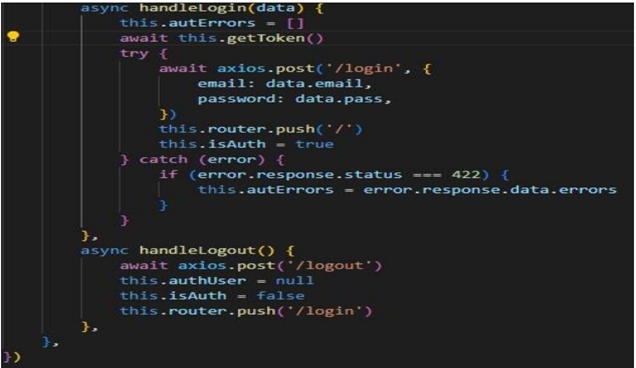 async handleLogin(data) {
this.autErrors = []
await this.getToken()
try {
await axios.post('/login', {
email: data.email,
password: data.pass,
})
this.router.push('/')
this.isAuth = true
} catch (error) {
if (error.response.status === 422) {
this.autErrors = error.response.data.errors
}
}
},
async handleLogout() {
await axios.post('/logout')
this.authUser = null
this.isAuth = false
this.router.push('/login')
},
},
})